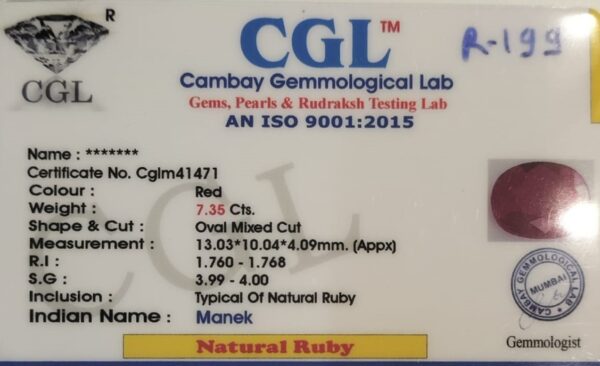 R
CGL
CGL™
Cambay Gemmological Lab
Gems, Pearls & Rudraksh Testing Lab
AN ISO 9001:2015
R-199
Name : *******
Certificate No. Cglm41471
Colour : Red
Weight : 7.35 Cts.
Shape & Cut : Oval Mixed Cut
Measurement : 13.03*10.04*4.09mm. (Appx)
R.I : 1.760 - 1.768
S.G : 3.99 - 4.00
Inclusion : Typical Of Natural Ruby
Indian Name : Manek
CGL
CAMBAY GEMMOLOGICAL LAB
MUMBAI
Gemmologist
Natural Ruby